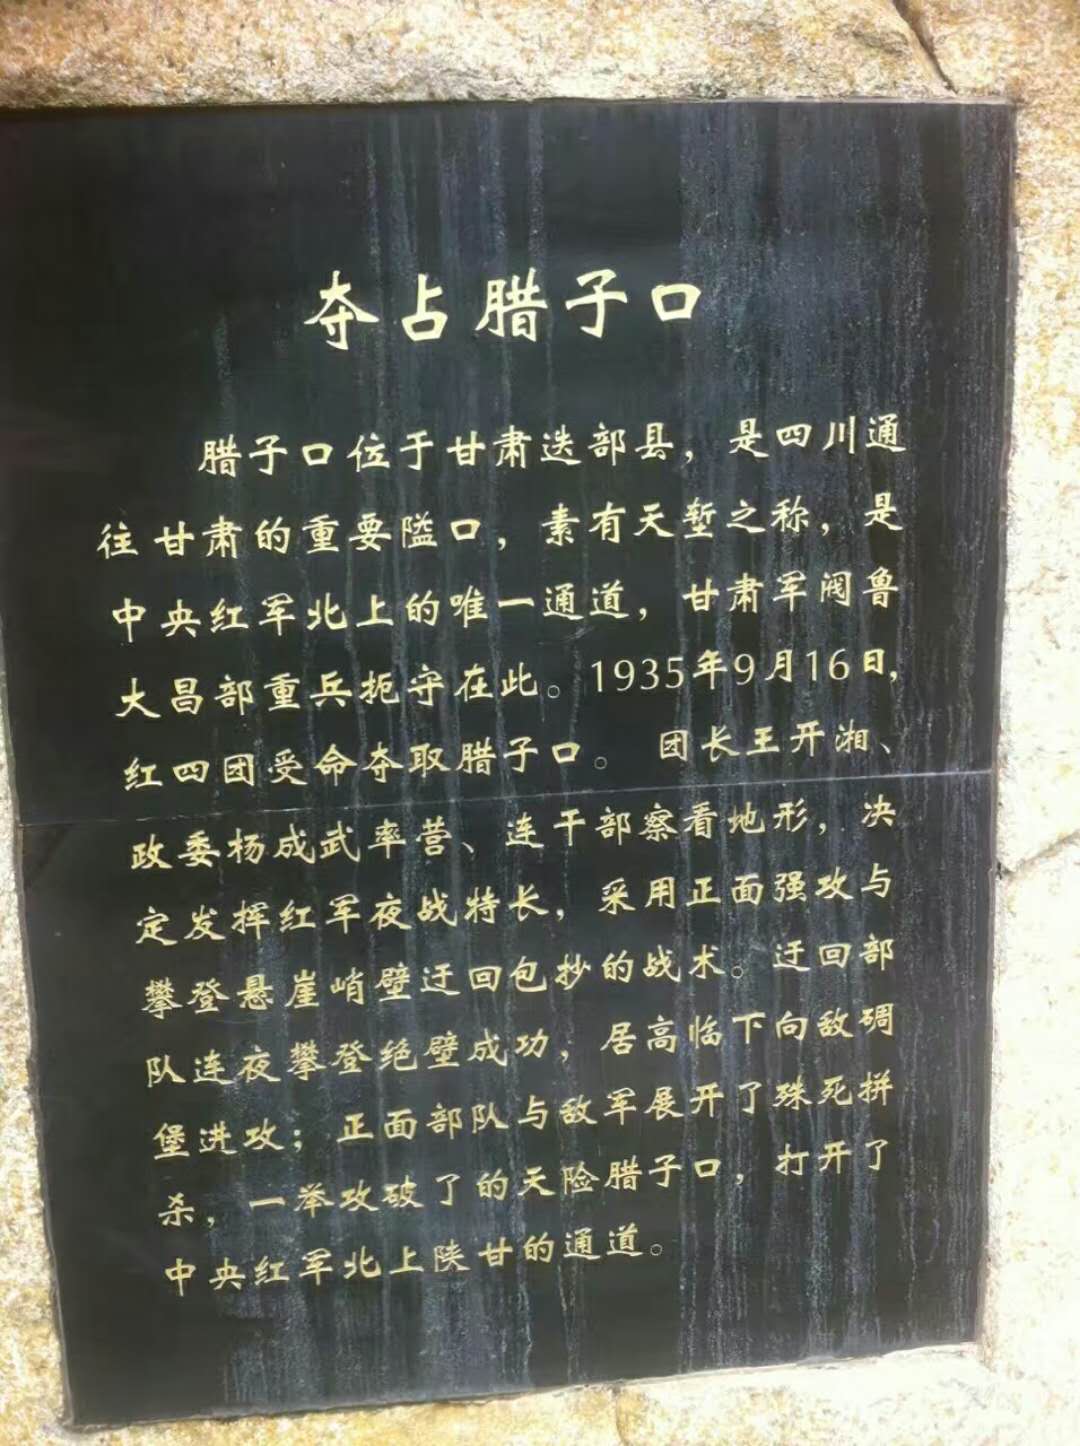 夺占腊子口
腊子口位于甘肃迭部县，是四川通
往甘肃的重要隘口，素有天堑之称，是
中央红军北上的唯一通道，甘肃军阀鲁
大昌部重兵扼守在此。1935年9月16日，
红四团受命夺取腊子口。 团长王开湘、
政委杨成武率营、连干部察看地形，决
定发挥红军夜战特长，采用正面强攻与
攀登悬崖峭壁迂回包抄的战术。迂回部
队连夜攀登绝壁成功，居高临下向敌碉
堡进攻；正面部队与敌军展开了殊死拼
杀，一举攻破了的天险腊子口，打开了
中央红军北上陕甘的通道。